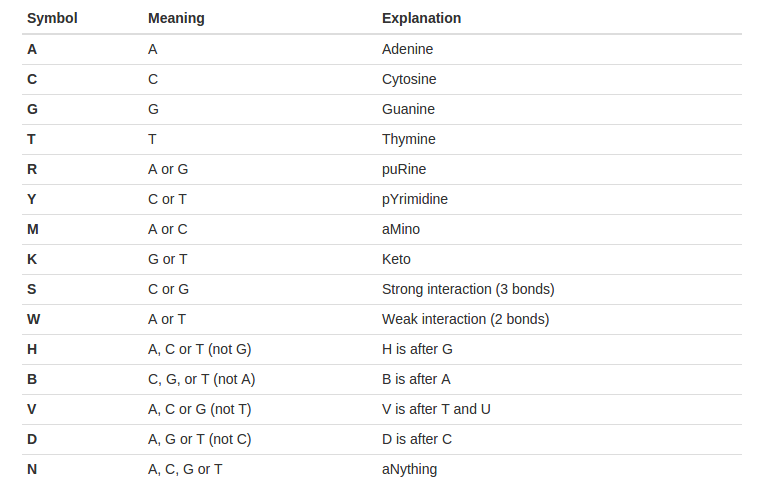 Symbol Meaning Explanation
A A Adenine
C C Cytosine
G G Guanine
T T Thymine
R A or G puRine
Y C or T pYrimidine
M A or C aMino
K G or T Keto
S C or G Strong interaction (3 bonds)
W A or T Weak interaction (2 bonds)
H A, C or T (not G) H is after G
B C, G, or T (not A) B is after A
V A, C or G (not T) V is after T and U
D A, G or T (not C) D is after C
N A, C, G or T aNything